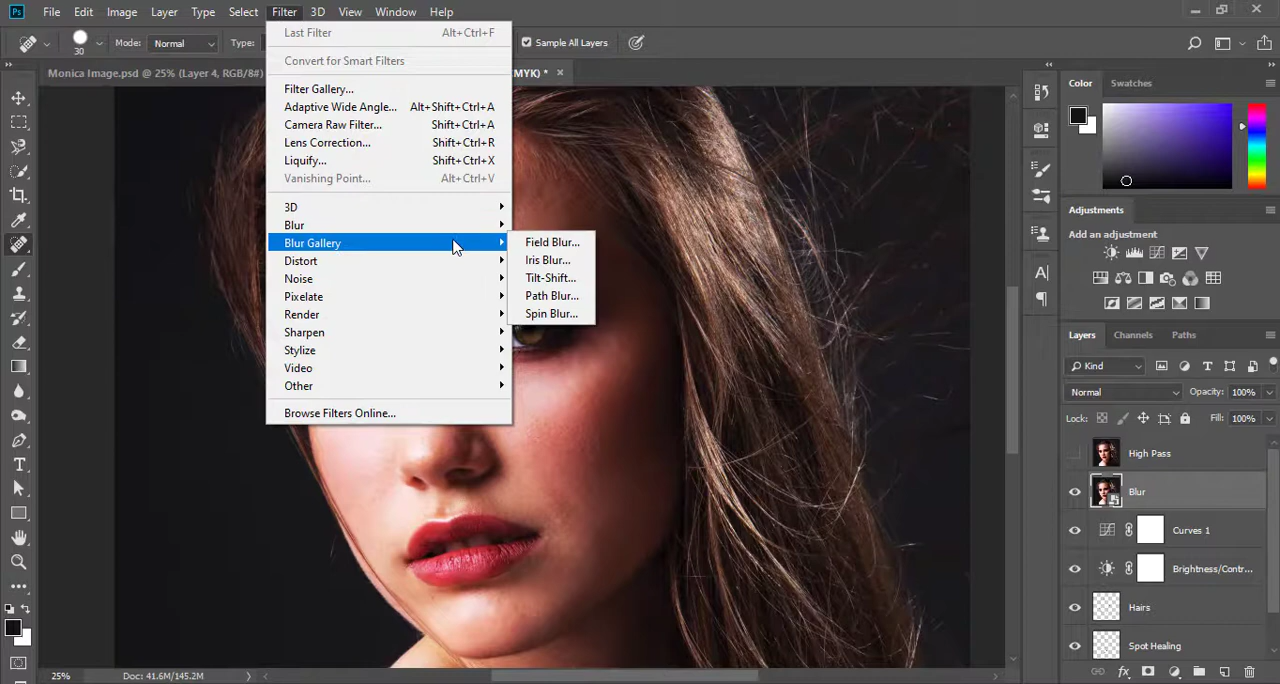 Ps File Edit Image Layer Type Select Filter 3D View Window Help
30 Mode: Normal Type: Sample All Layers
Monica Image.psd @ 25% (Layer 4, RGB/8#) MYK) * ×
Last Filter Alt+Ctrl+F
Convert for Smart Filters
Filter Gallery...
Adaptive Wide Angle... Alt+Shift+Ctrl+A
Camera Raw Filter... Shift+Ctrl+A
Lens Correction... Shift+Ctrl+R
Liquify... Shift+Ctrl+X
Vanishing Point... Alt+Ctrl+V
3D
Blur
Blur Gallery
Distort
Noise
Pixelate
Render
Sharpen
Stylize
Video
Other
Browse Filters Online...
Field Blur...
Iris Blur...
Tilt-Shift...
Path Blur...
Spin Blur...
Color Swatches
Adjustments
Add an adjustment
Layers Channels Paths
Kind
Normal Opacity: 100%
Lock: Fill: 100%
High Pass
Blur
Curves 1
Brightness/Contr...
Hairs
Spot Healing
25% Doc: 41.6M/145.2M